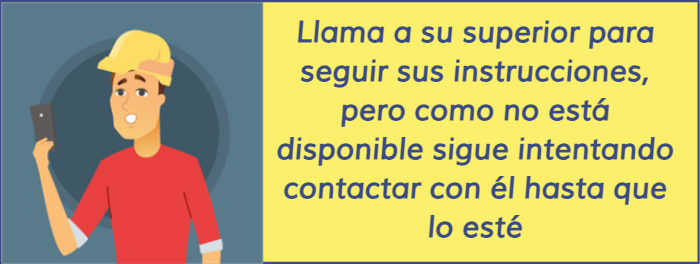 Llama a su superior para
seguir sus instrucciones,
pero como no está
disponible sigue intentando
contactar con él hasta que
lo esté